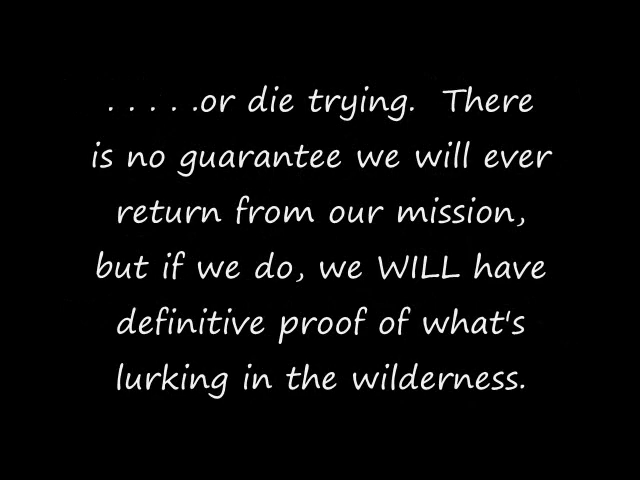 . . . . .or die trying.  There
is no guarantee we will ever
return from our mission,
but if we do, we WILL have
definitive proof of what's
lurking in the wilderness.